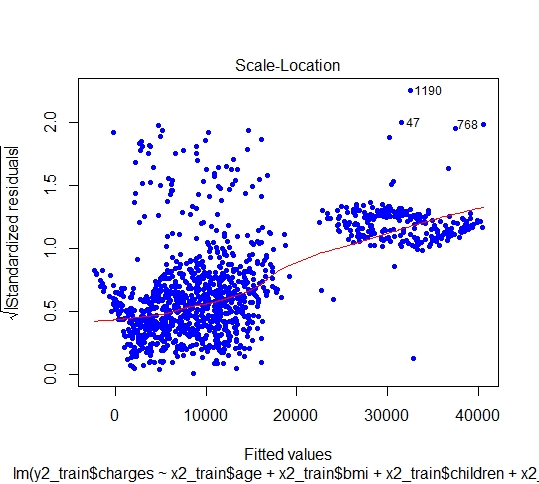 Scale-Location
√|Standardized residuals|
2.0
1.5
1.0
0.5
0.0
1190
47
768
0 10000 20000 30000 40000
Fitted values
lm(y2_train$charges ~ x2_train$age + x2_train$bmi + x2_train$children + x2_